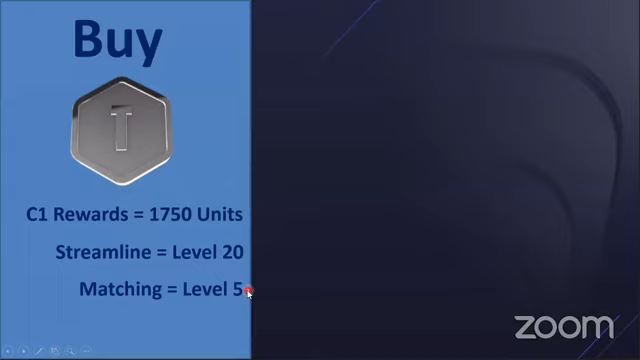 Buy
T
C1 Rewards = 1750 Units
Streamline = Level 20
Matching = Level 5
zoom